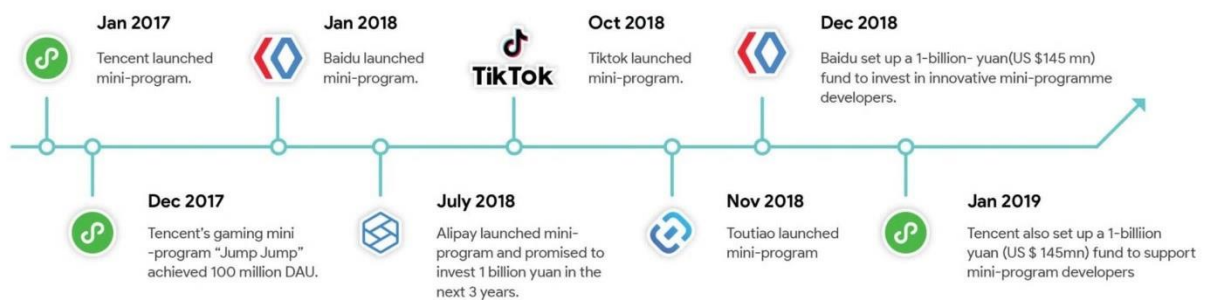 Jan 2017
Tencent launched
mini-program.
Jan 2018
Baidu launched
mini-program.
TikTok
Oct 2018
Tiktok launched
mini-program.
Dec 2018
Baidu set up a 1-billion- yuan(US $145 mn)
fund to invest in innovative mini-programme
developers.
Dec 2017
Tencent's gaming mini
-program “Jump Jump”
achieved 100 million DAU.
July 2018
Alipay launched mini-
program and promised to
invest 1 billion yuan in the
next 3 years.
Nov 2018
Toutiao launched
mini-program
Jan 2019
Tencent also set up a 1-billliion
yuan (US $ 145mn) fund to support
mini-program developers